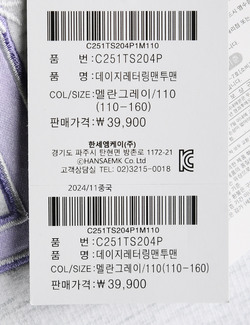 C251TS204P1M110
품 번:C251TS204P
품 명:데이지레터링맨투맨
COL/SIZE:멜란그레이/110
(110-160)
판매가격:₩39,900
한세엠케이(주)
경기도 파주시 탄현면 방촌로 1172-21
ⓒHANSAEMK Co Ltd
고객상담실 TEL 02)3215-0018
2024/11중국
C251TS204P1M110
품 번:C251TS204P
품 명:데이지레터링맨투맨
COL/SIZE:멜란그레이/110(110-160)
판매가격:₩39,900